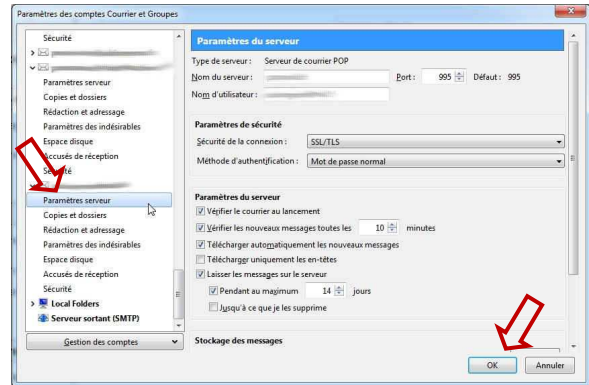 Paramètres des comptes Courrier et Groupes
Sécurité
Paramètres serveur
Copies et dossiers
Rédaction et adressage
Paramètres des indésirables
Espace disque
Accusés de réception
Sécurité
Paramètres serveur
Copies et dossiers
Rédaction et adressage
Paramètres des indésirables
Espace disque
Accusés de réception
Sécurité
Local Folders
Serveur sortant (SMTP)
Gestion des comptes
Paramètres du serveur
Type de serveur : Serveur de courrier POP
Nom du serveur : Port : 995 Défaut : 995
Nom d'utilisateur :
Paramètres de sécurité
Sécurité de la connexion : SSL/TLS
Méthode d'authentification : Mot de passe normal
Paramètres du serveur
Vérifier le courrier au lancement
Vérifier les nouveaux messages toutes les 10 minutes
Télécharger automatiquement les nouveaux messages
Télécharger uniquement les en-têtes
Laisser les messages sur le serveur
Pendant au maximum 14 jours
Jusqu'à ce que je les supprime
Stockage des messages
OK Annuler